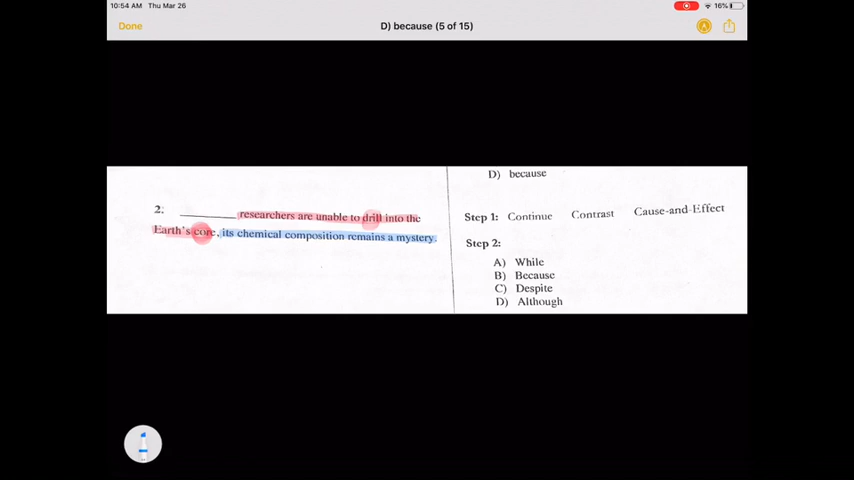 10:54 AM Thu Mar 26
16%
Done
D) because (5 of 15)
D) because
2: ________ researchers are unable to drill into the
Earth's core, its chemical composition remains a mystery.
Step 1: Continue Contrast Cause-and-Effect
Step 2:
A) While
B) Because
C) Despite
D) Although